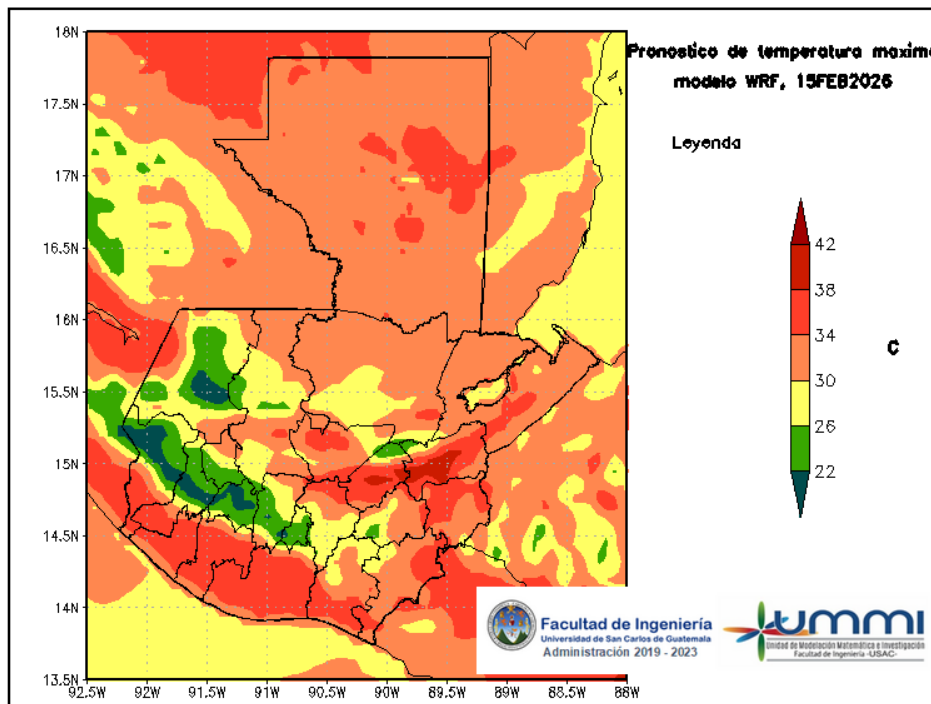 Pronostico de temperatura maxima
modelo WRF, 15FEB2026
Leyenda
42
38
34
30
26
22
C
18N
17.5N
17N
16.5N
16N
15.5N
15N
14.5N
14N
13.5N
92.5W
92W
91.5W
91W
90.5W
90W
89.5W
89W
88.5W
88W
Facultad de Ingeniería
Universidad de San Carlos de Guatemala
Administración 2019 - 2023
ummi
Unidad de Modelación Matemática e Investigación
Facultad de Ingeniería -USAC-